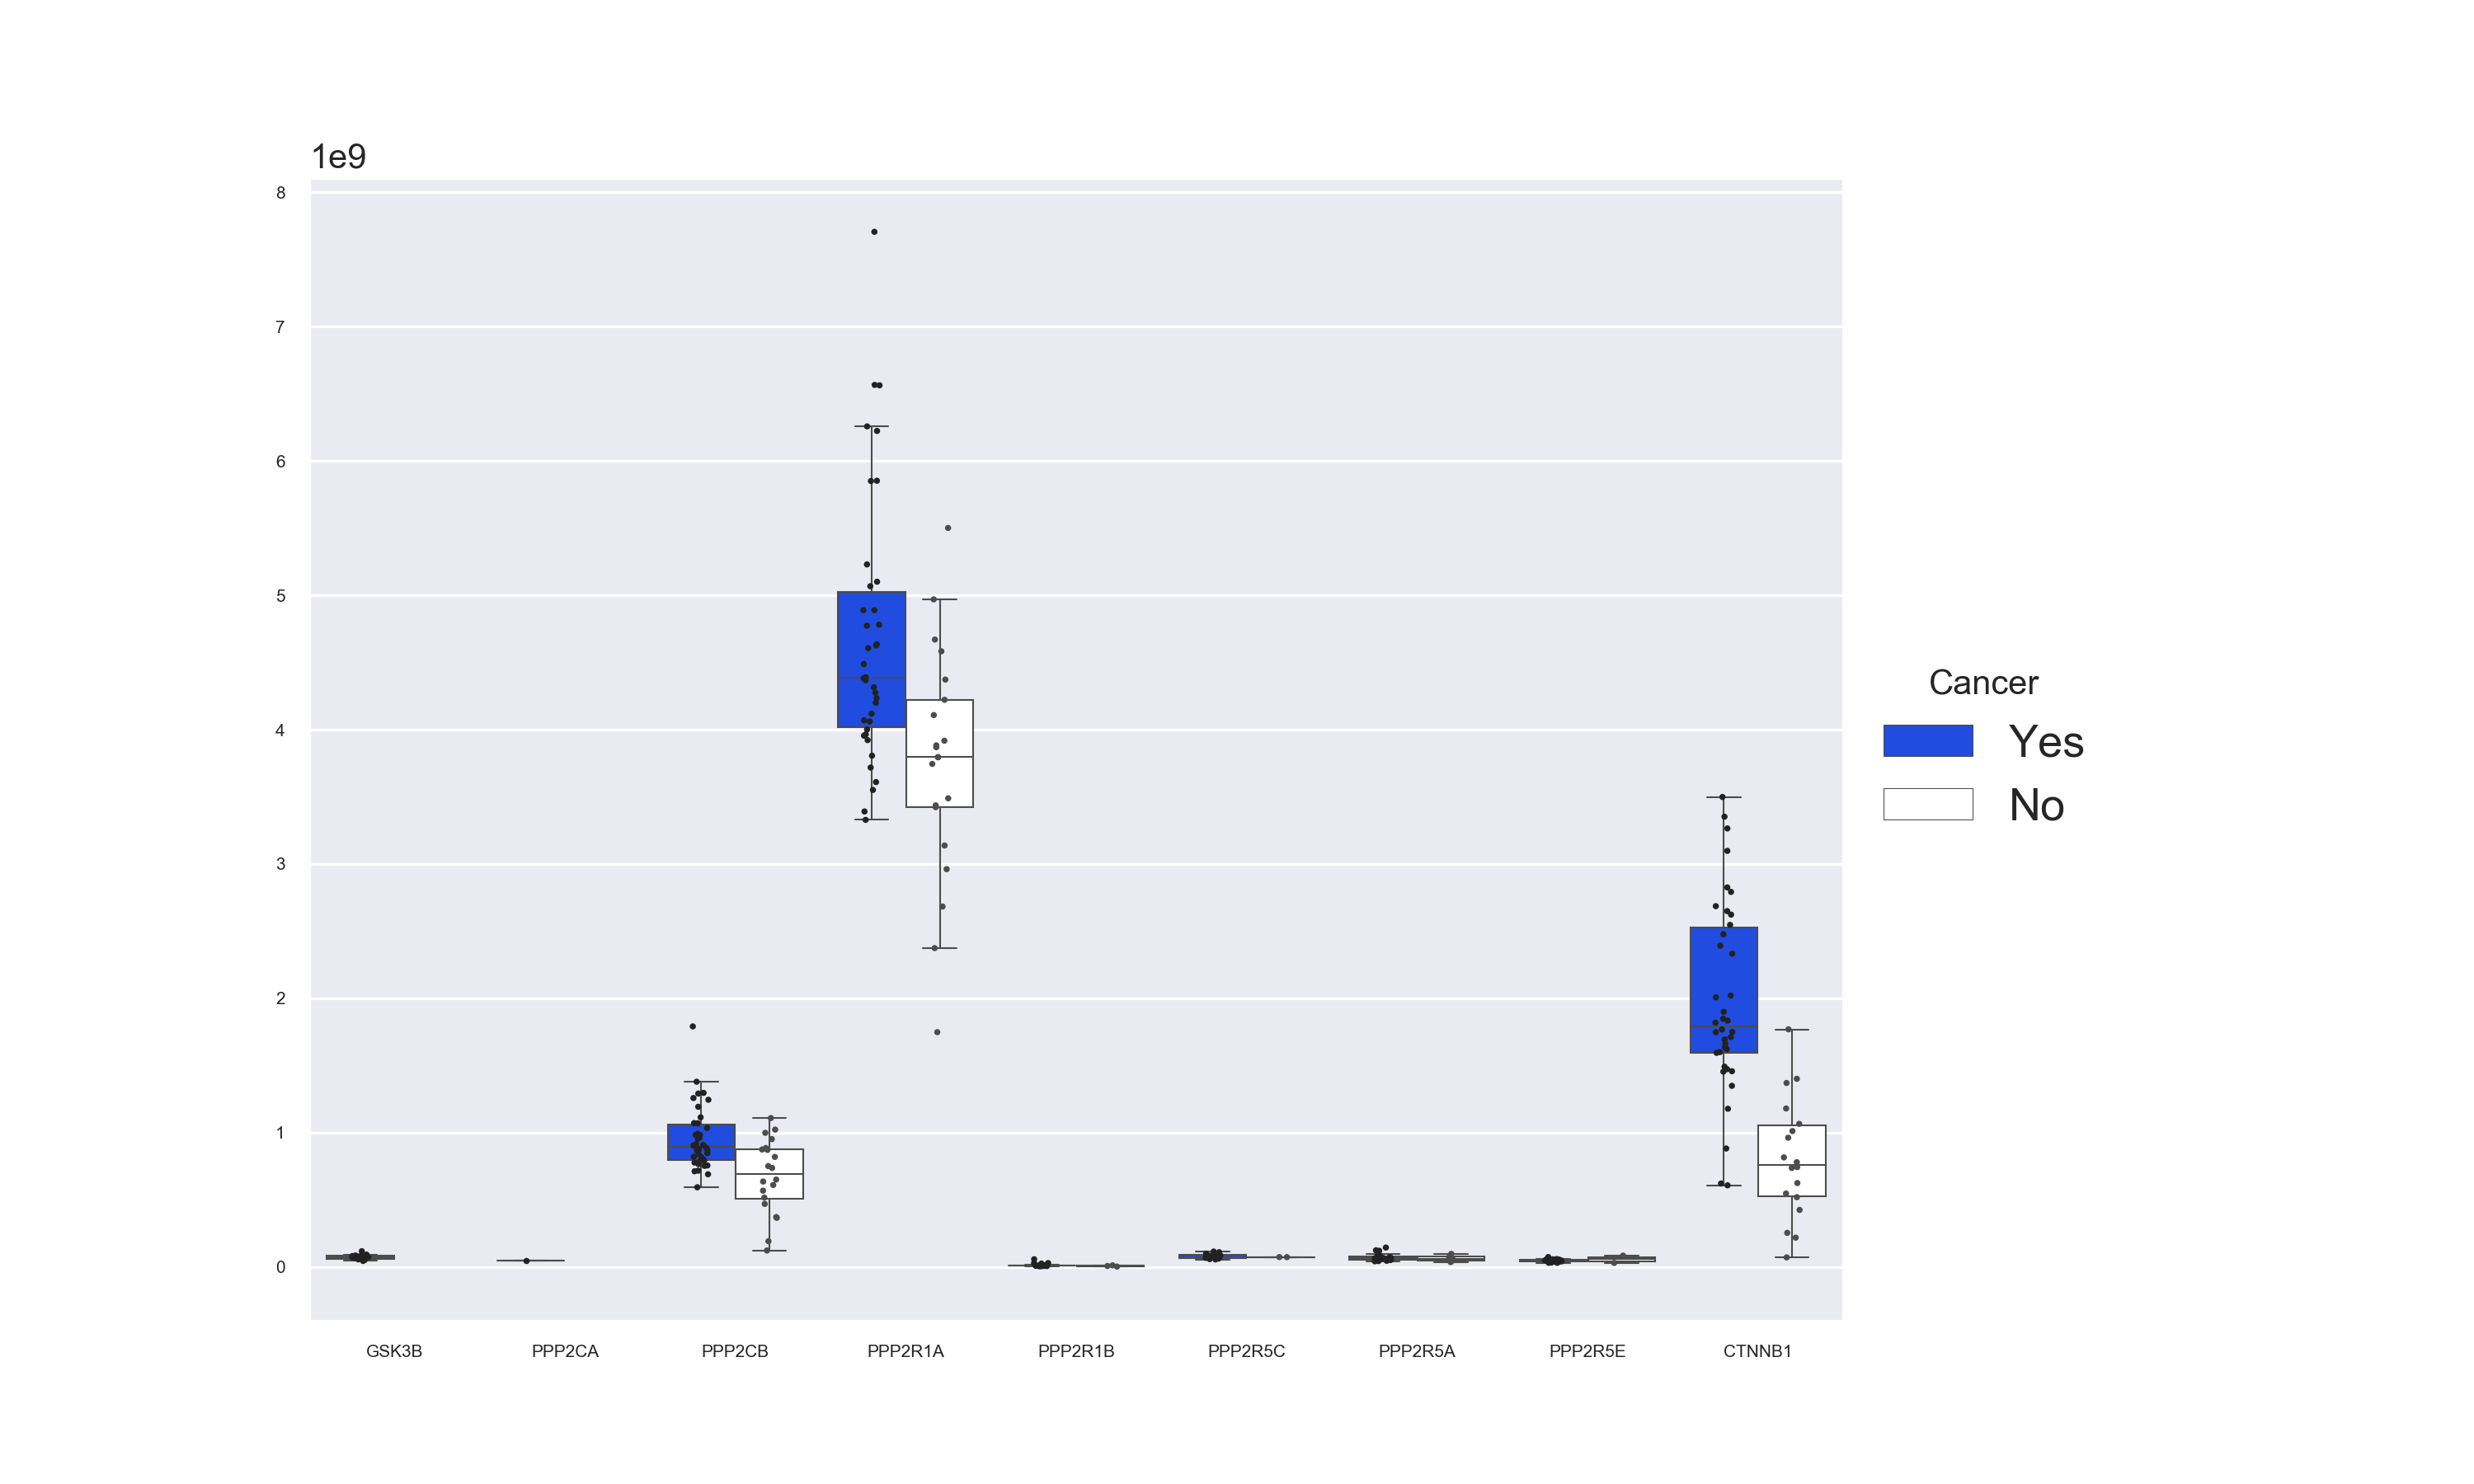 1e9
8
7
6
5
4
3
2
1
0
GSK3B PPP2CA PPP2CB PPP2R1A PPP2R1B PPP2R5C PPP2R5A PPP2R5E CTNNB1
Cancer
Yes
No